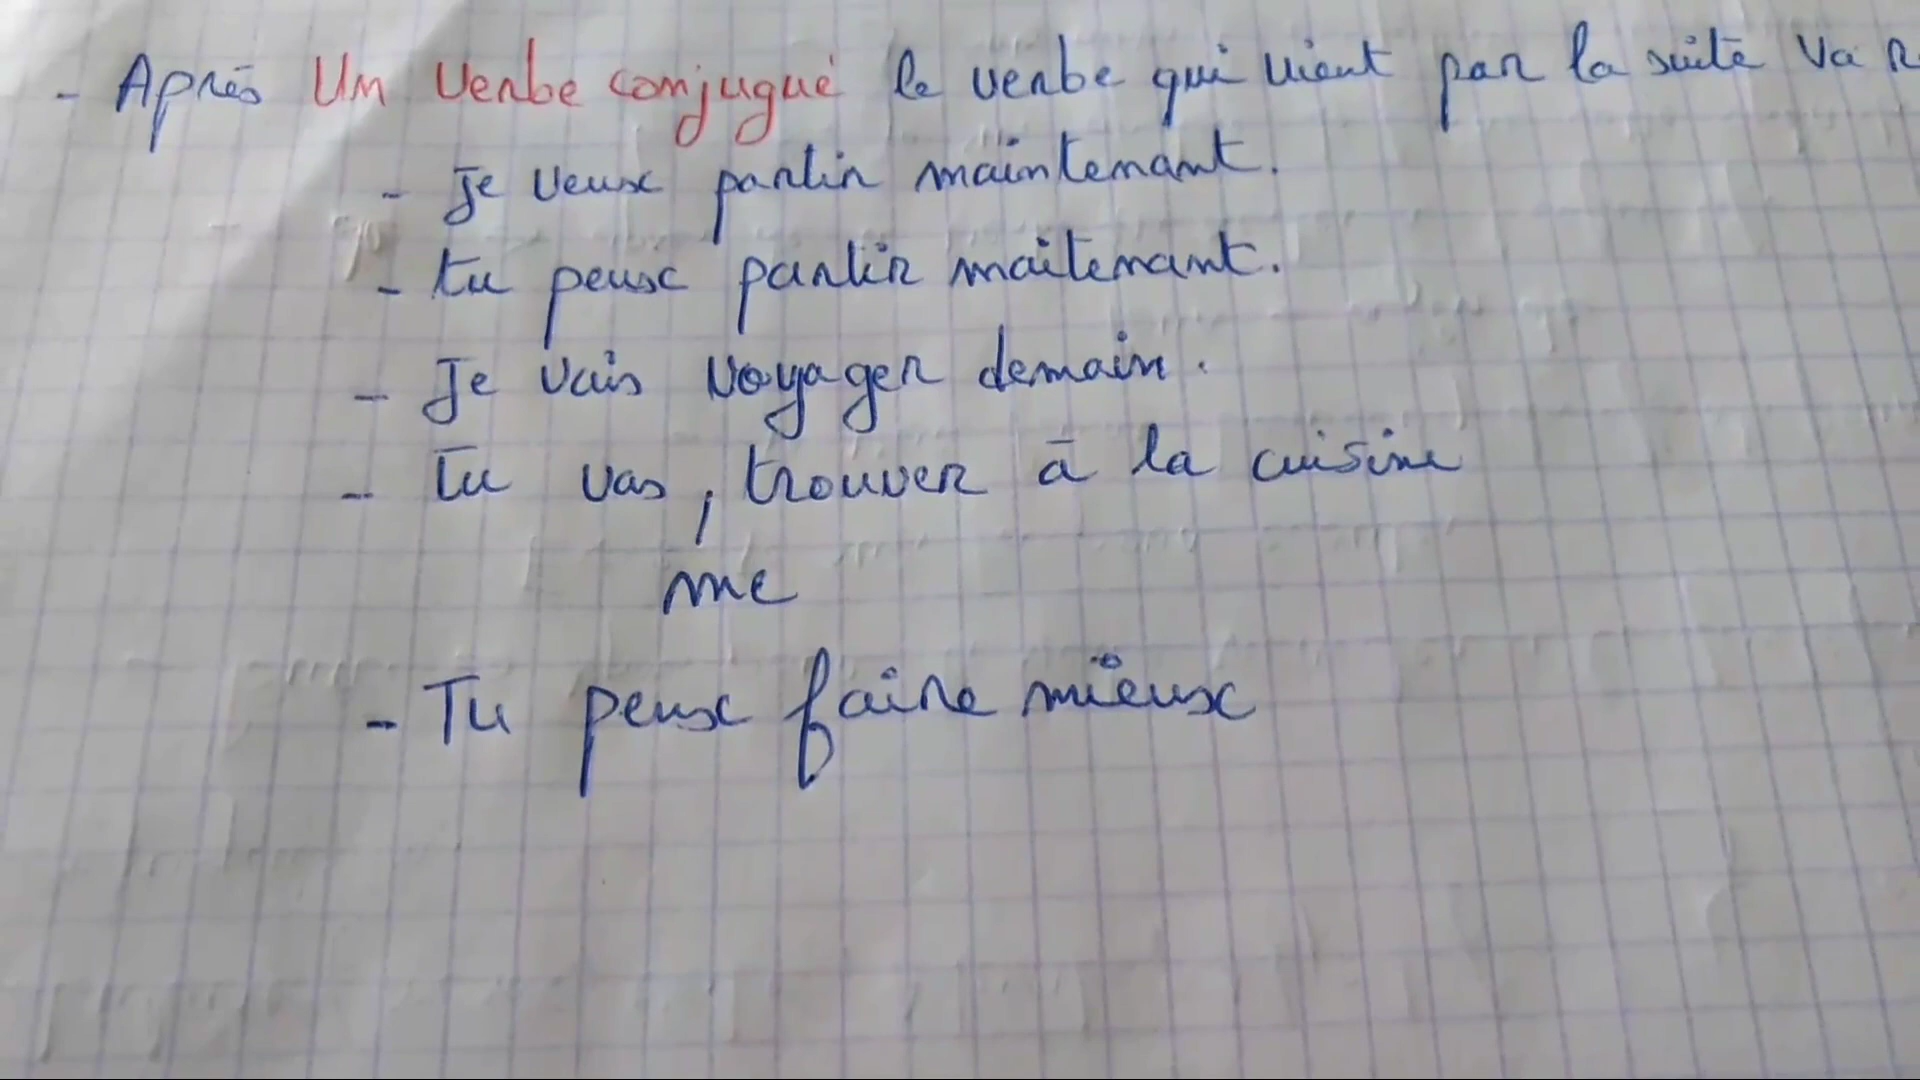 - Après Un verbe conjugué le verbe qui vient par la suite va
- Je veux partir maintenant.
- tu peux partir maitenant.
- Je vais voyager demain.
- Tu vas, trouver à la cuisine
me
- Tu peux faire mieux